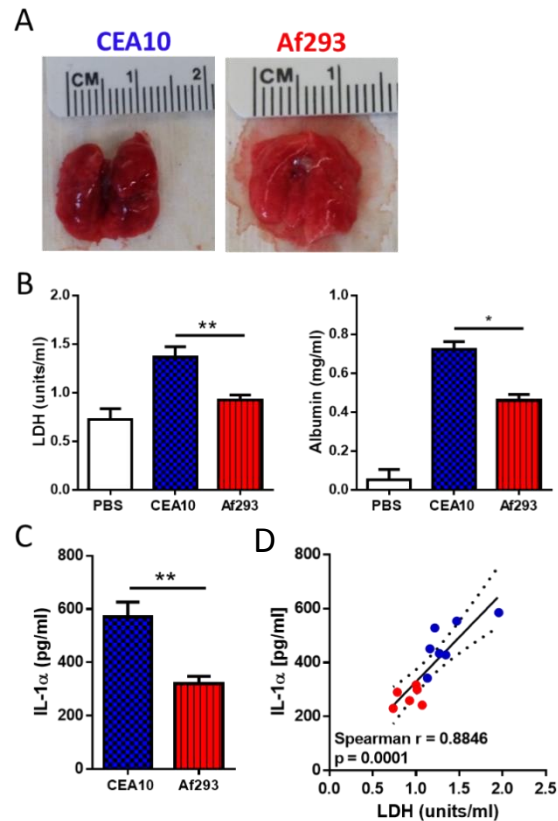 A
CEA10
Af293
CM 1 2
CM 1
B
LDH (units/ml)
2.0
1.5
1.0
0.5
0.0
**
PBS CEA10 Af293
Albumin (mg/ml)
1.0
0.8
0.6
0.4
0.2
0.0
*
PBS CEA10 Af293
C
IL-1α (pg/ml)
800
600
400
200
0
**
CEA10 Af293
D
IL-1α [pg/ml]
800
600
400
200
0
Spearman r = 0.8846
p = 0.0001
0.0 0.5 1.0 1.5 2.0 2.5
LDH (units/ml)